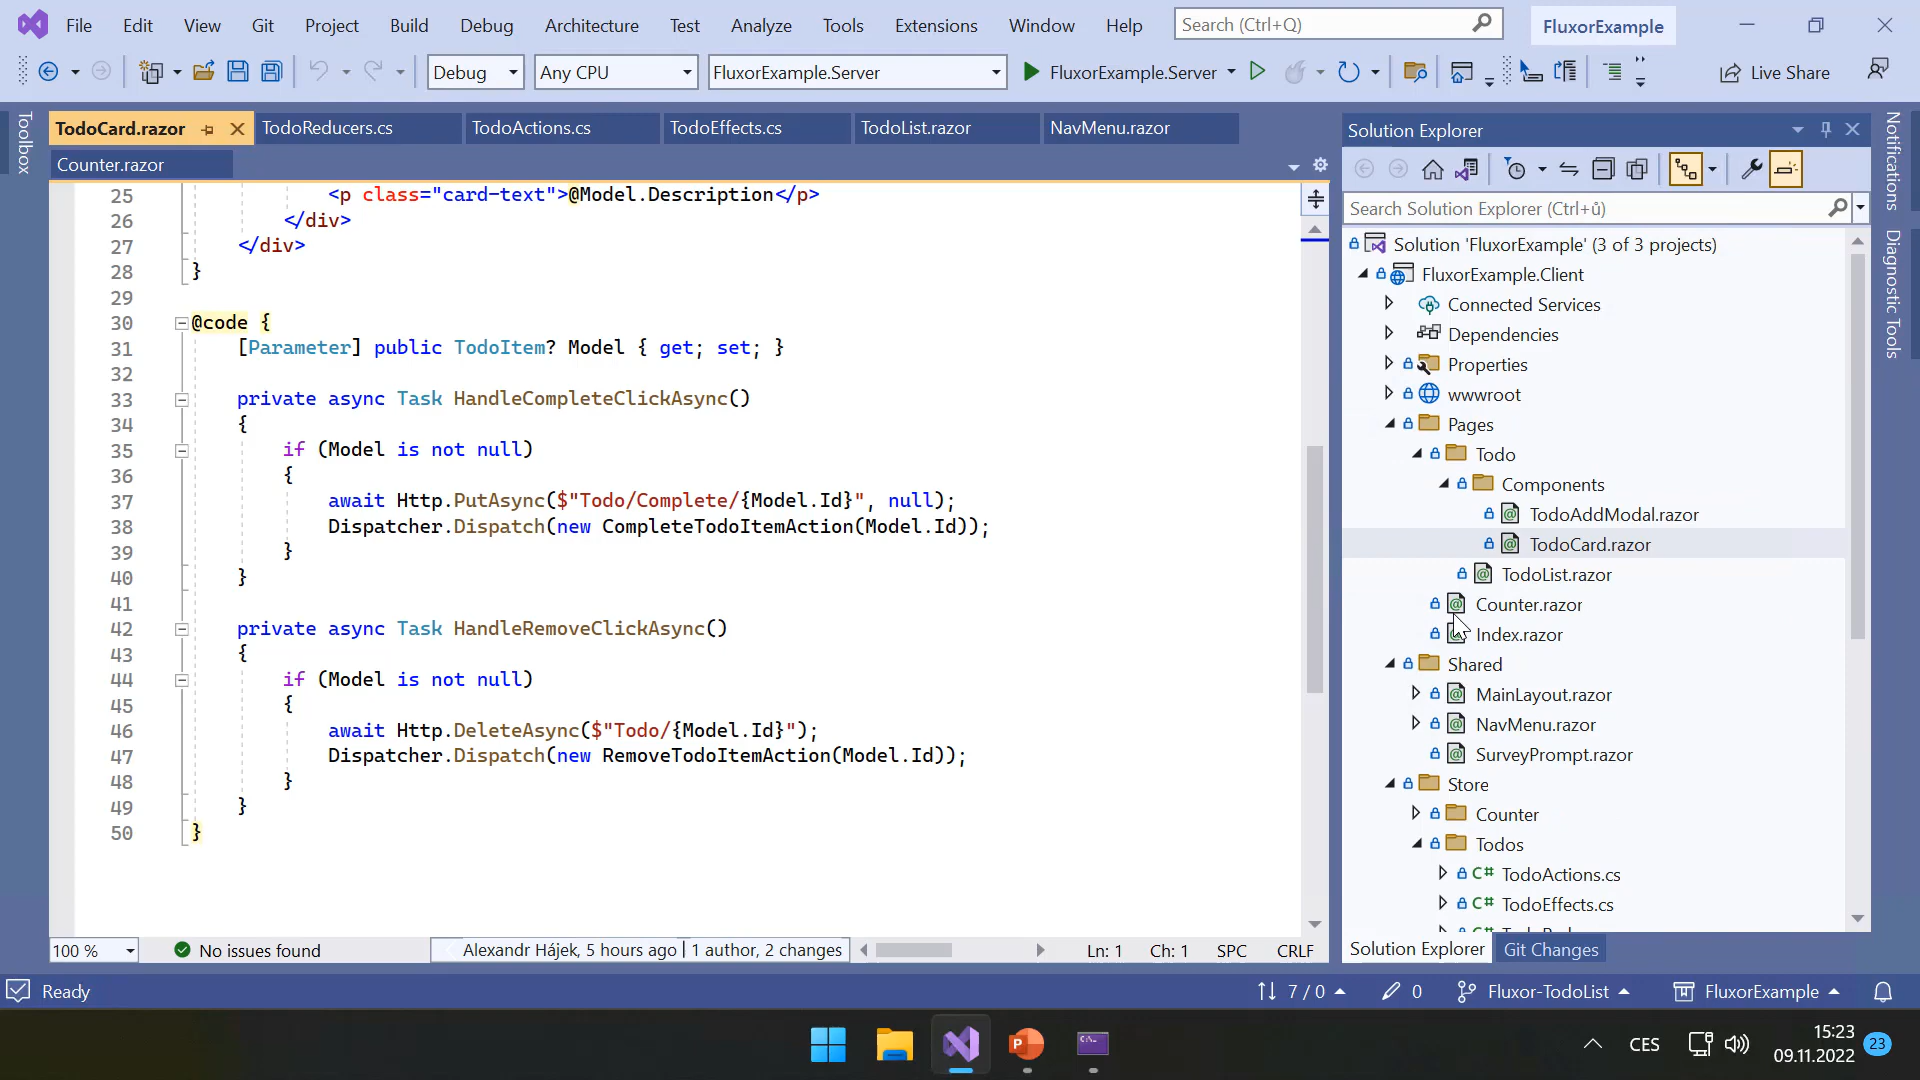 File Edit View Git Project Build Debug Architecture Test Analyze Tools Extensions Window Help Search (Ctrl+Q) FluxorExample
Debug Any CPU FluxorExample.Server FluxorExample.Server Live Share
Toolbox
TodoCard.razor TodoReducers.cs TodoActions.cs TodoEffects.cs TodoList.razor NavMenu.razor
Counter.razor
25 <p class="card-text">@Model.Description</p>
26 </div>
27 </div>
28 }
29
30 @code {
31 [Parameter] public TodoItem? Model { get; set; }
32
33 private async Task HandleCompleteClickAsync()
34 {
35 if (Model is not null)
36 {
37 await Http.PutAsync($"Todo/Complete/{Model.Id}", null);
38 Dispatcher.Dispatch(new CompleteTodoItemAction(Model.Id));
39 }
40 }
41
42 private async Task HandleRemoveClickAsync()
43 {
44 if (Model is not null)
45 {
46 await Http.DeleteAsync($"Todo/{Model.Id}");
47 Dispatcher.Dispatch(new RemoveTodoItemAction(Model.Id));
48 }
49 }
50 }
100 % No issues found Alexandr Hájek, 5 hours ago | 1 author, 2 changes Ln: 1 Ch: 1 SPC CRLF
Solution Explorer
Search Solution Explorer (Ctrl+ů)
Solution 'FluxorExample' (3 of 3 projects)
FluxorExample.Client
Connected Services
Dependencies
Properties
wwwroot
Pages
Todo
Components
TodoAddModal.razor
TodoCard.razor
TodoList.razor
Counter.razor
Index.razor
Shared
MainLayout.razor
NavMenu.razor
SurveyPrompt.razor
Store
Counter
Todos
C# TodoActions.cs
C# TodoEffects.cs
Solution Explorer Git Changes
Notifications
Diagnostic Tools
Ready 7 / 0 0 Fluxor-TodoList FluxorExample
CES 15:23
09.11.2022 23